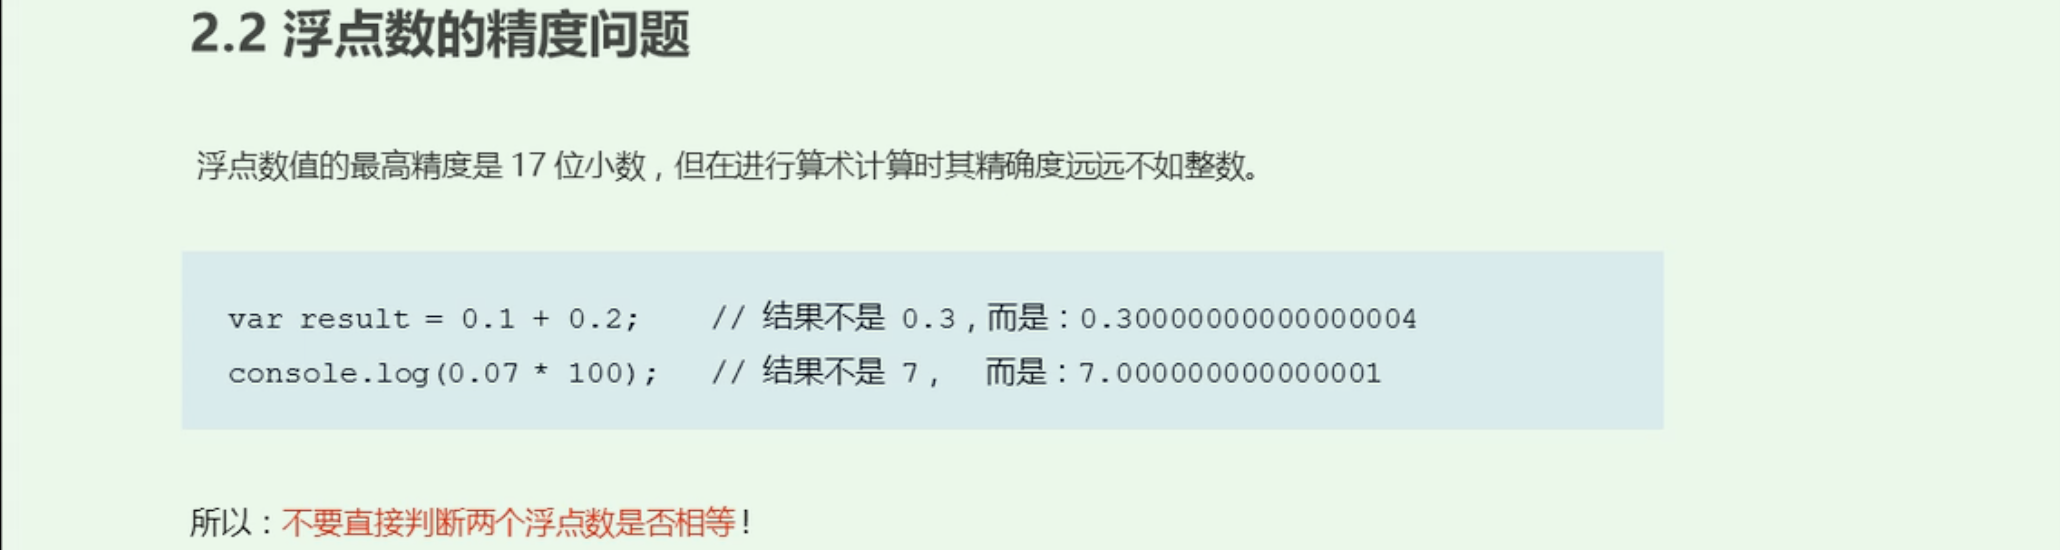 2.2 浮点数的精度问题
浮点数值的最高精度是 17 位小数，但在进行算术计算时其精确度远远不如整数。
var result = 0.1 + 0.2;    // 结果不是 0.3，而是：0.30000000000000004
console.log(0.07 * 100);   // 结果不是 7，  而是：7.000000000000001
所以：不要直接判断两个浮点数是否相等！